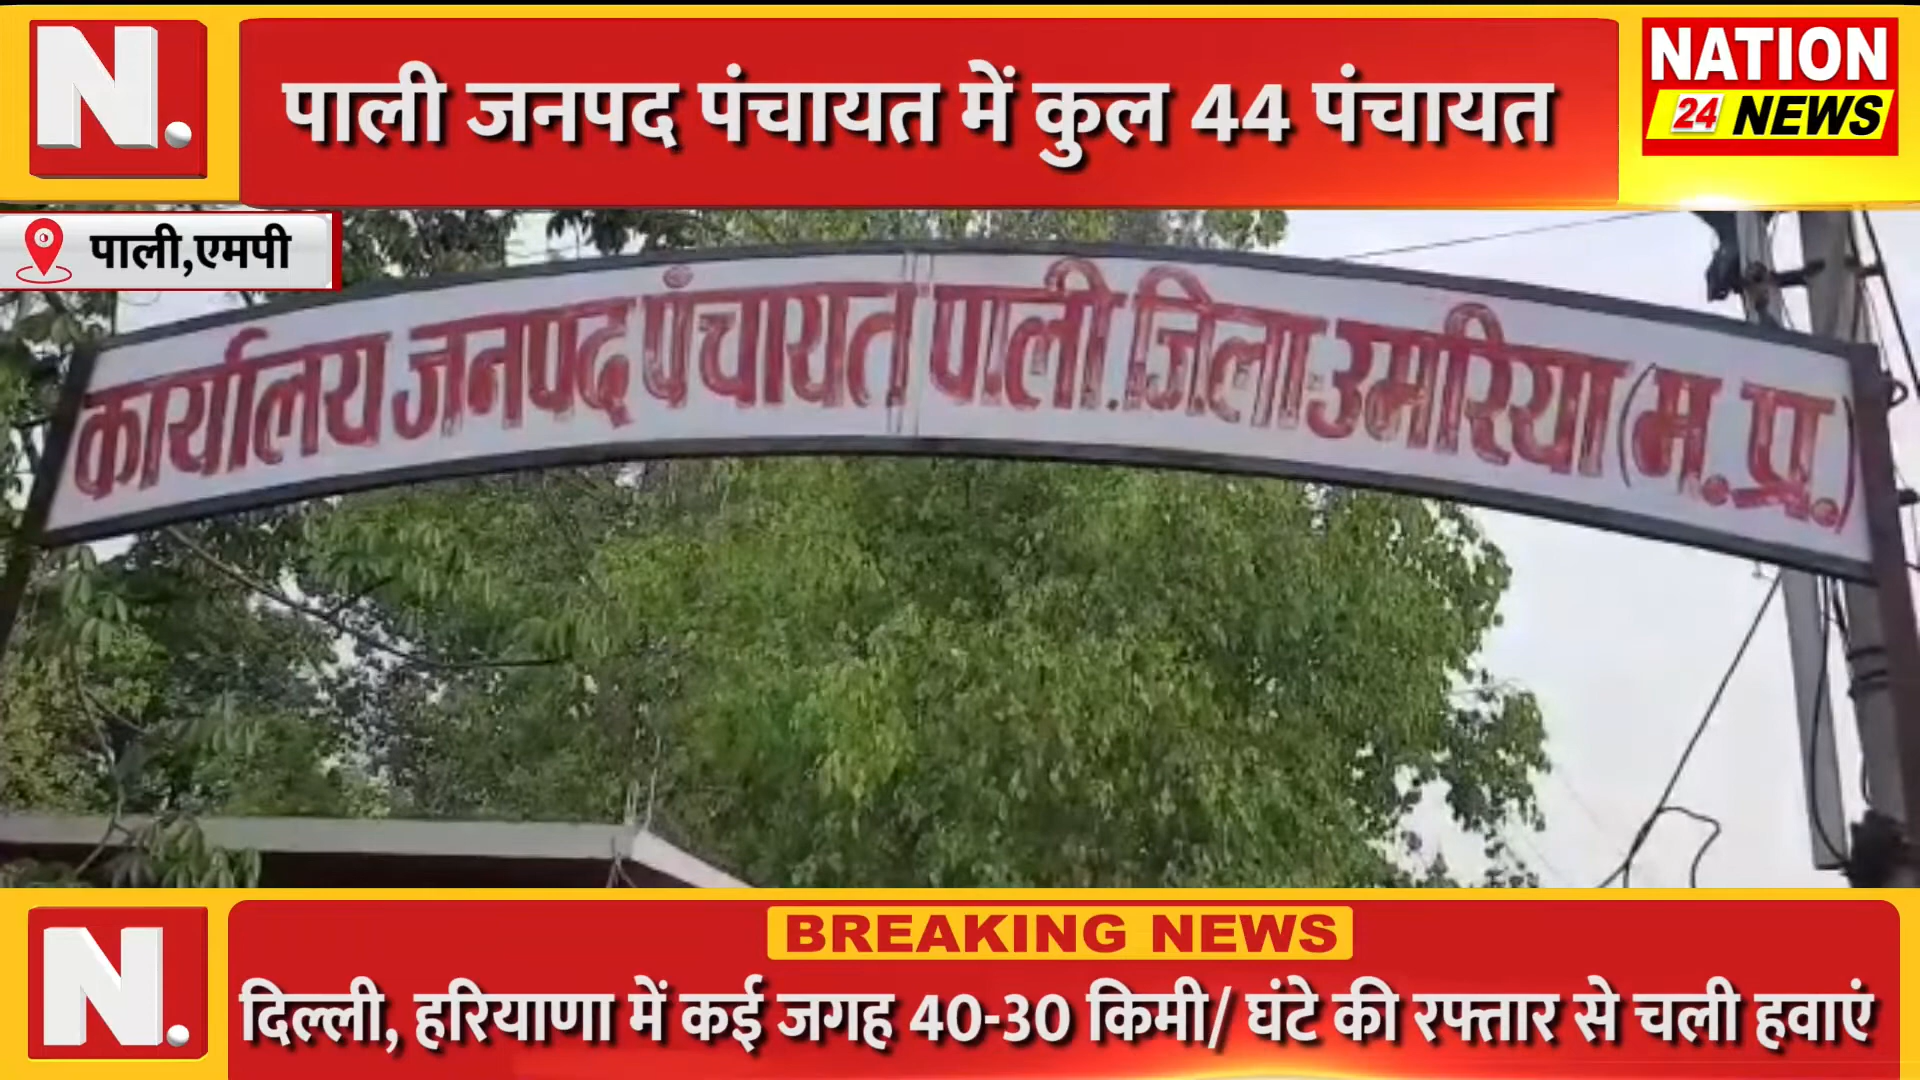 N.
पाली जनपद पंचायत में कुल 44 पंचायत
NATION
24 NEWS
पाली,एमपी
कार्यालय जनपद पंचायत पाली.जिला उमरिया (म.प्र.)
BREAKING NEWS
N.
दिल्ली, हरियाणा में कई जगह 40-30 किमी/ घंटे की रफ्तार से चली हवाएं